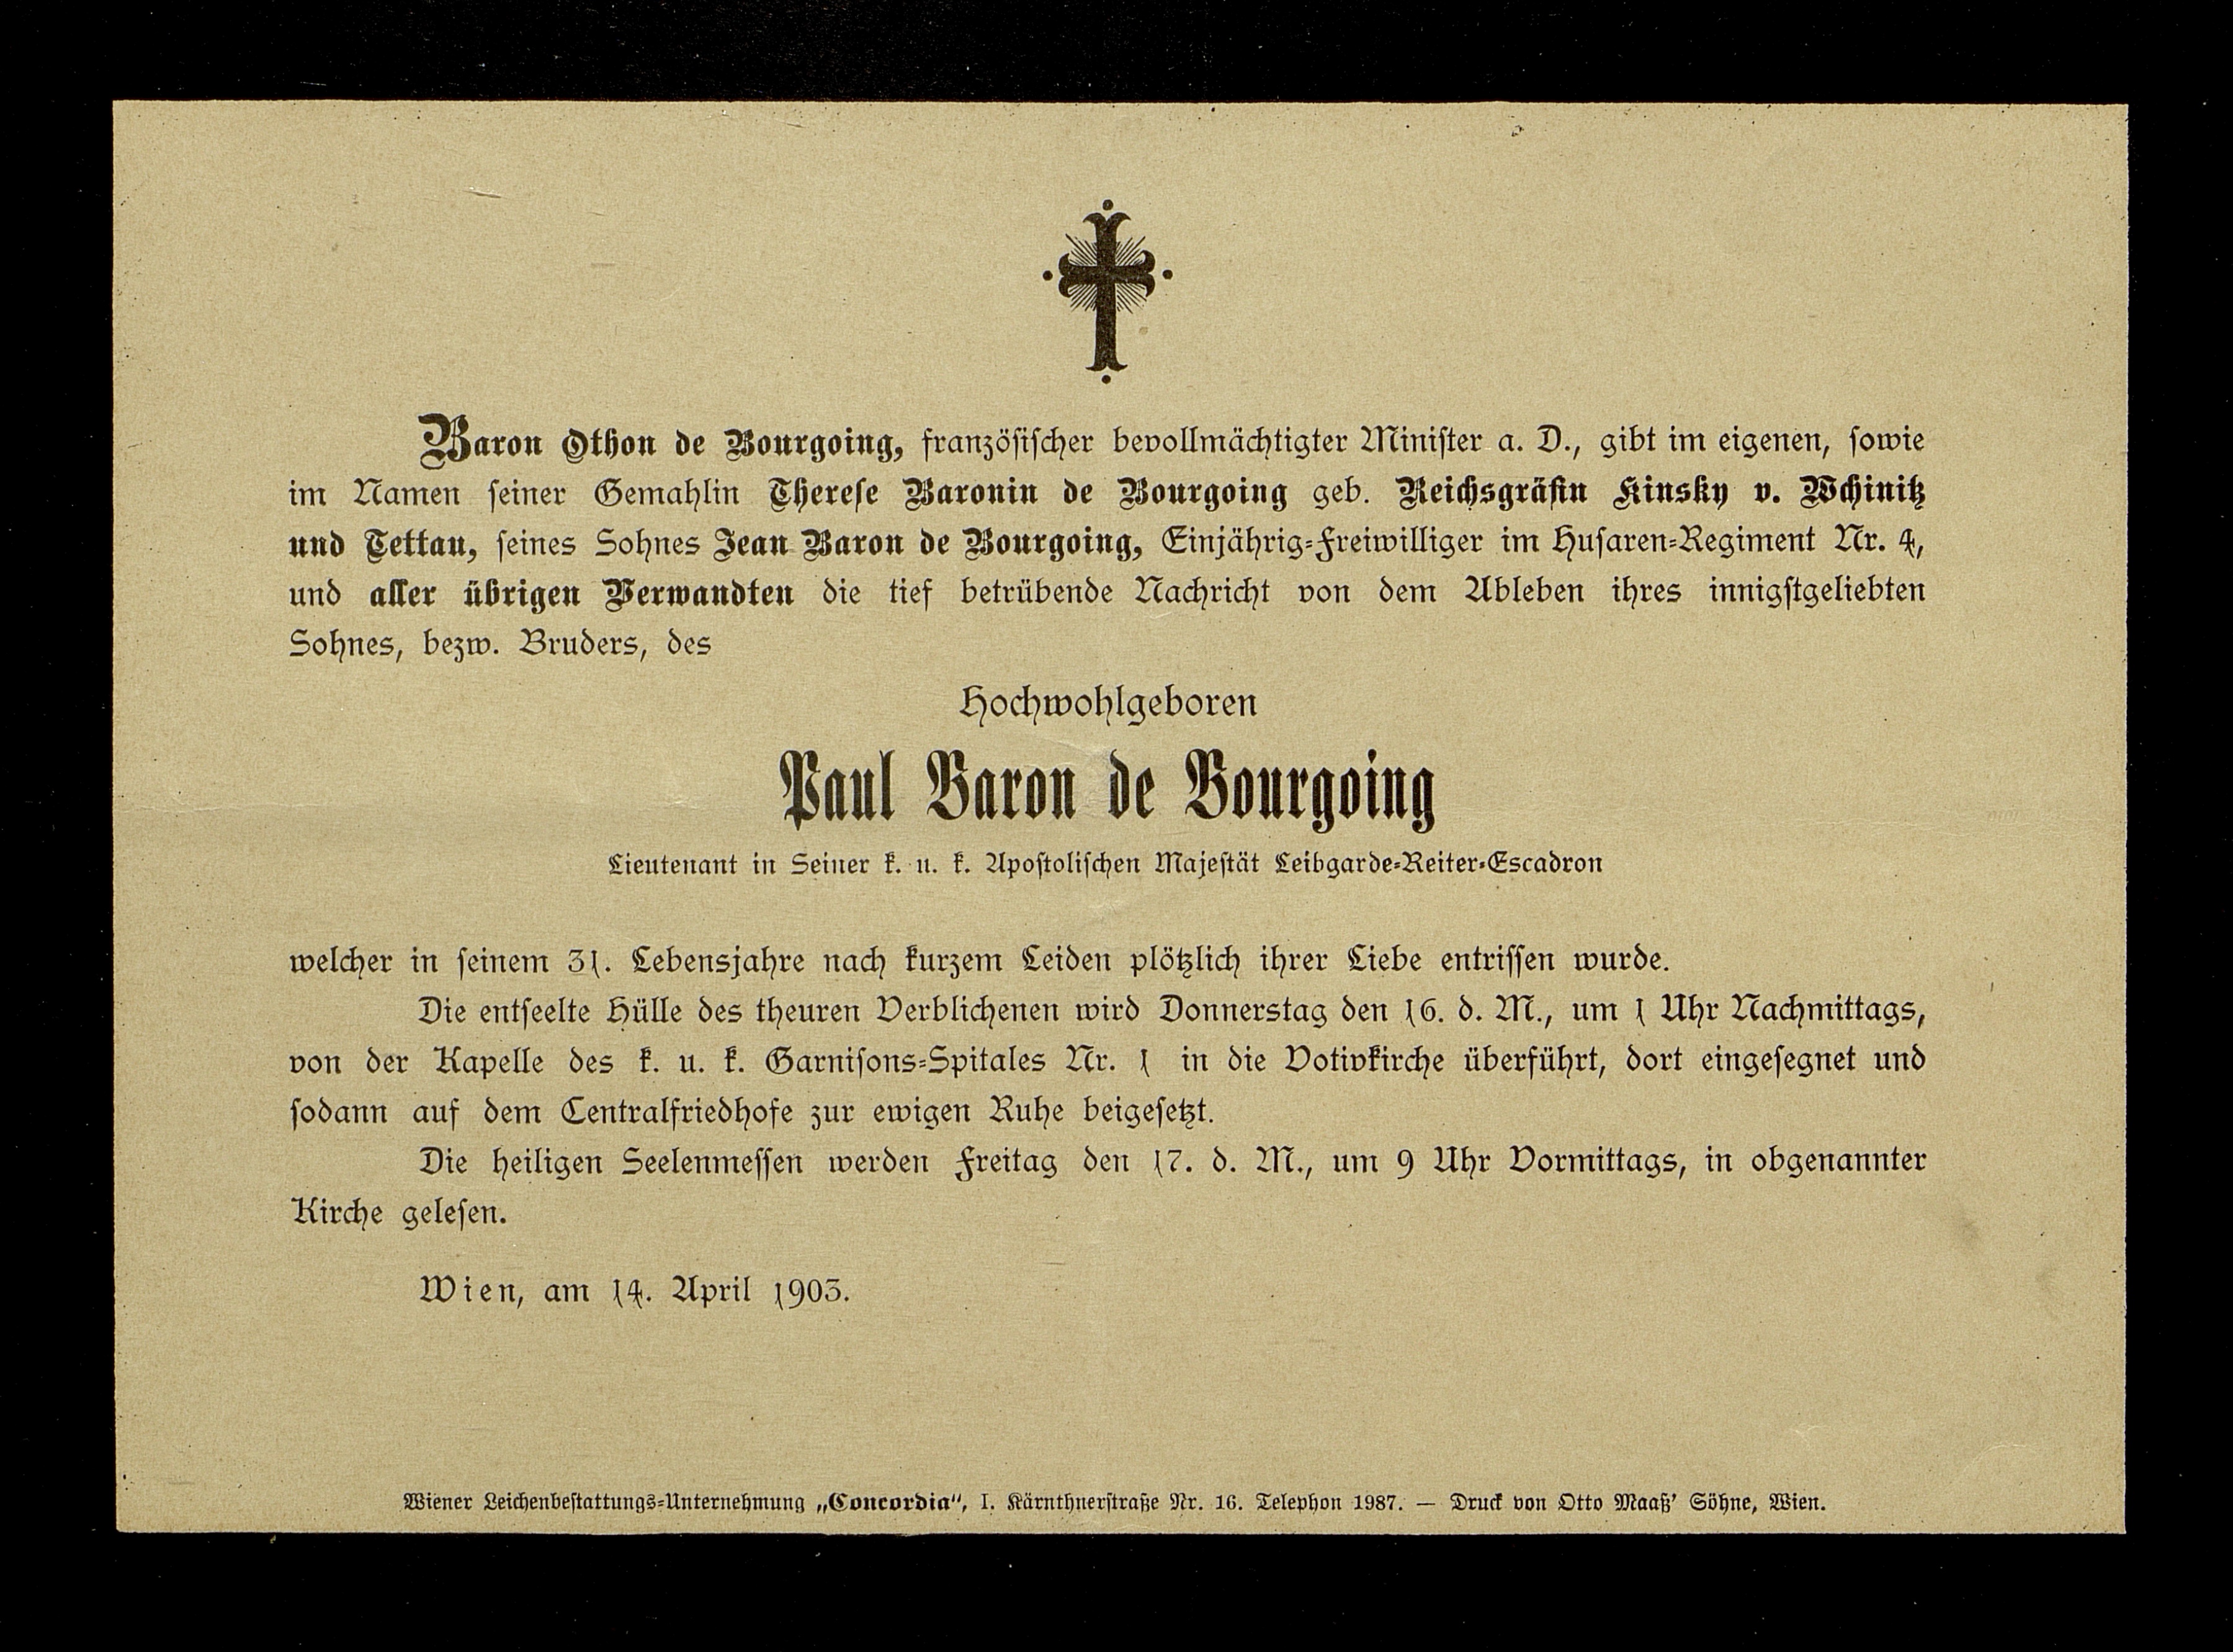 Baron Othon de Bourgoing, französischer bevollmächtigter Minister a. D., gibt im eigenen, sowie
im Namen seiner Gemahlin Therese Baronin de Bourgoing geb. Reichsgräfin Kinsky v. Wchinitz
und Tettau, seines Sohnes Jean Baron de Bourgoing, Einjährig-Freiwilliger im Husaren-Regiment Nr. 4,
und aller übrigen Verwandten die tief betrübende Nachricht von dem Ableben ihres innigstgeliebten
Sohnes, bezw. Bruders, des
Hochwohlgeboren
Paul Baron de Bourgoing
Lieutenant in Seiner k. u. k. Apostolischen Majestät Leibgarde-Reiter-Escadron
welcher in seinem 31. Lebensjahre nach kurzem Leiden plötzlich ihrer Liebe entrissen wurde.
Die entseelte Hülle des theuren Verblichenen wird Donnerstag den 16. d. M., um 1 Uhr Nachmittags,
von der Kapelle des k. u. k. Garnisons-Spitales Nr. 1 in die Votivkirche überführt, dort eingesegnet und
sodann auf dem Centralfriedhofe zur ewigen Ruhe beigesetzt.
Die heiligen Seelenmessen werden Freitag den 17. d. M., um 9 Uhr Vormittags, in obgenannter
Kirche gelesen.
Wien, am 14. April 1903.
Wiener Leichenbestattungs-Unternehmung „Concordia", I. Kärnthnerstraße Nr. 16. Telephon 1987. — Druck von Otto Maaß' Söhne, Wien.